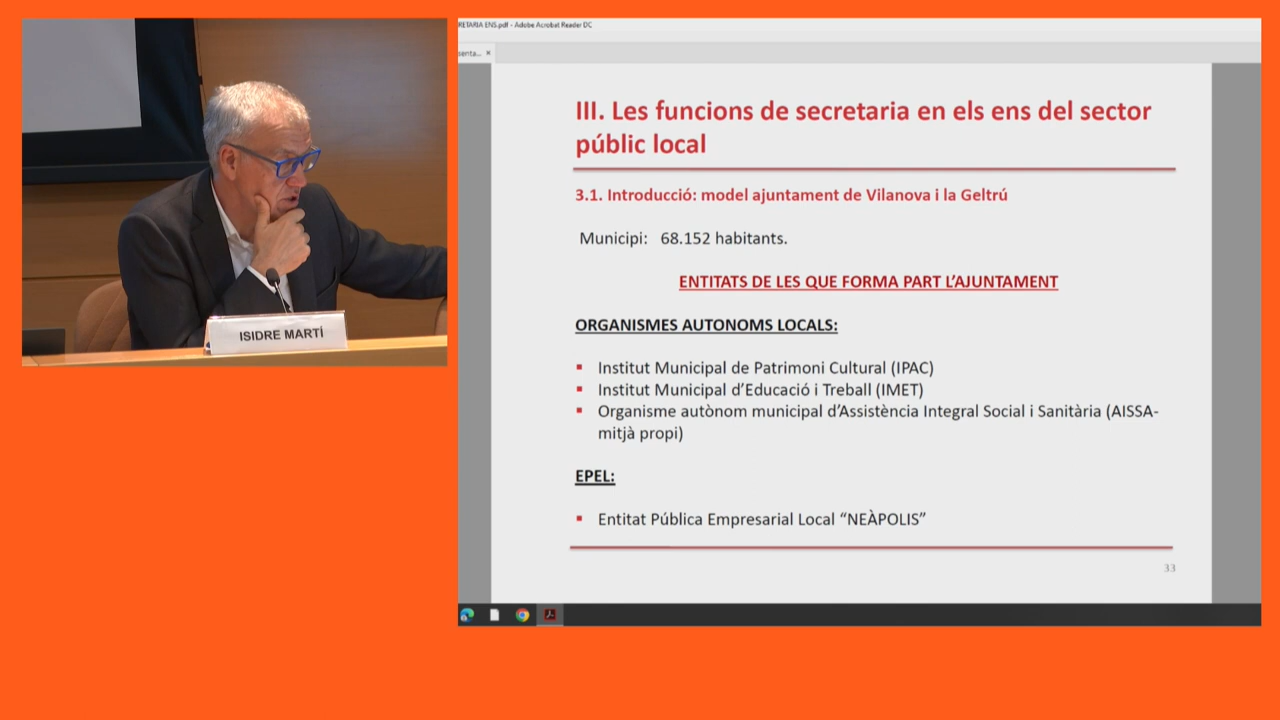 RETARIA ENS.pdf - Adobe Acrobat Reader DC
senta... ×
III. Les funcions de secretaria en els ens del sector
públic local
3.1. Introducció: model ajuntament de Vilanova i la Geltrú
Municipi: 68.152 habitants.
ENTITATS DE LES QUE FORMA PART L’AJUNTAMENT
ORGANISMES AUTONOMS LOCALS:
▪ Institut Municipal de Patrimoni Cultural (IPAC)
▪ Institut Municipal d’Educació i Treball (IMET)
▪ Organisme autònom municipal d’Assistència Integral Social i Sanitària (AISSA-
mitjà propi)
EPEL:
▪ Entitat Pública Empresarial Local “NEÀPOLIS”
33
ISIDRE MARTÍ